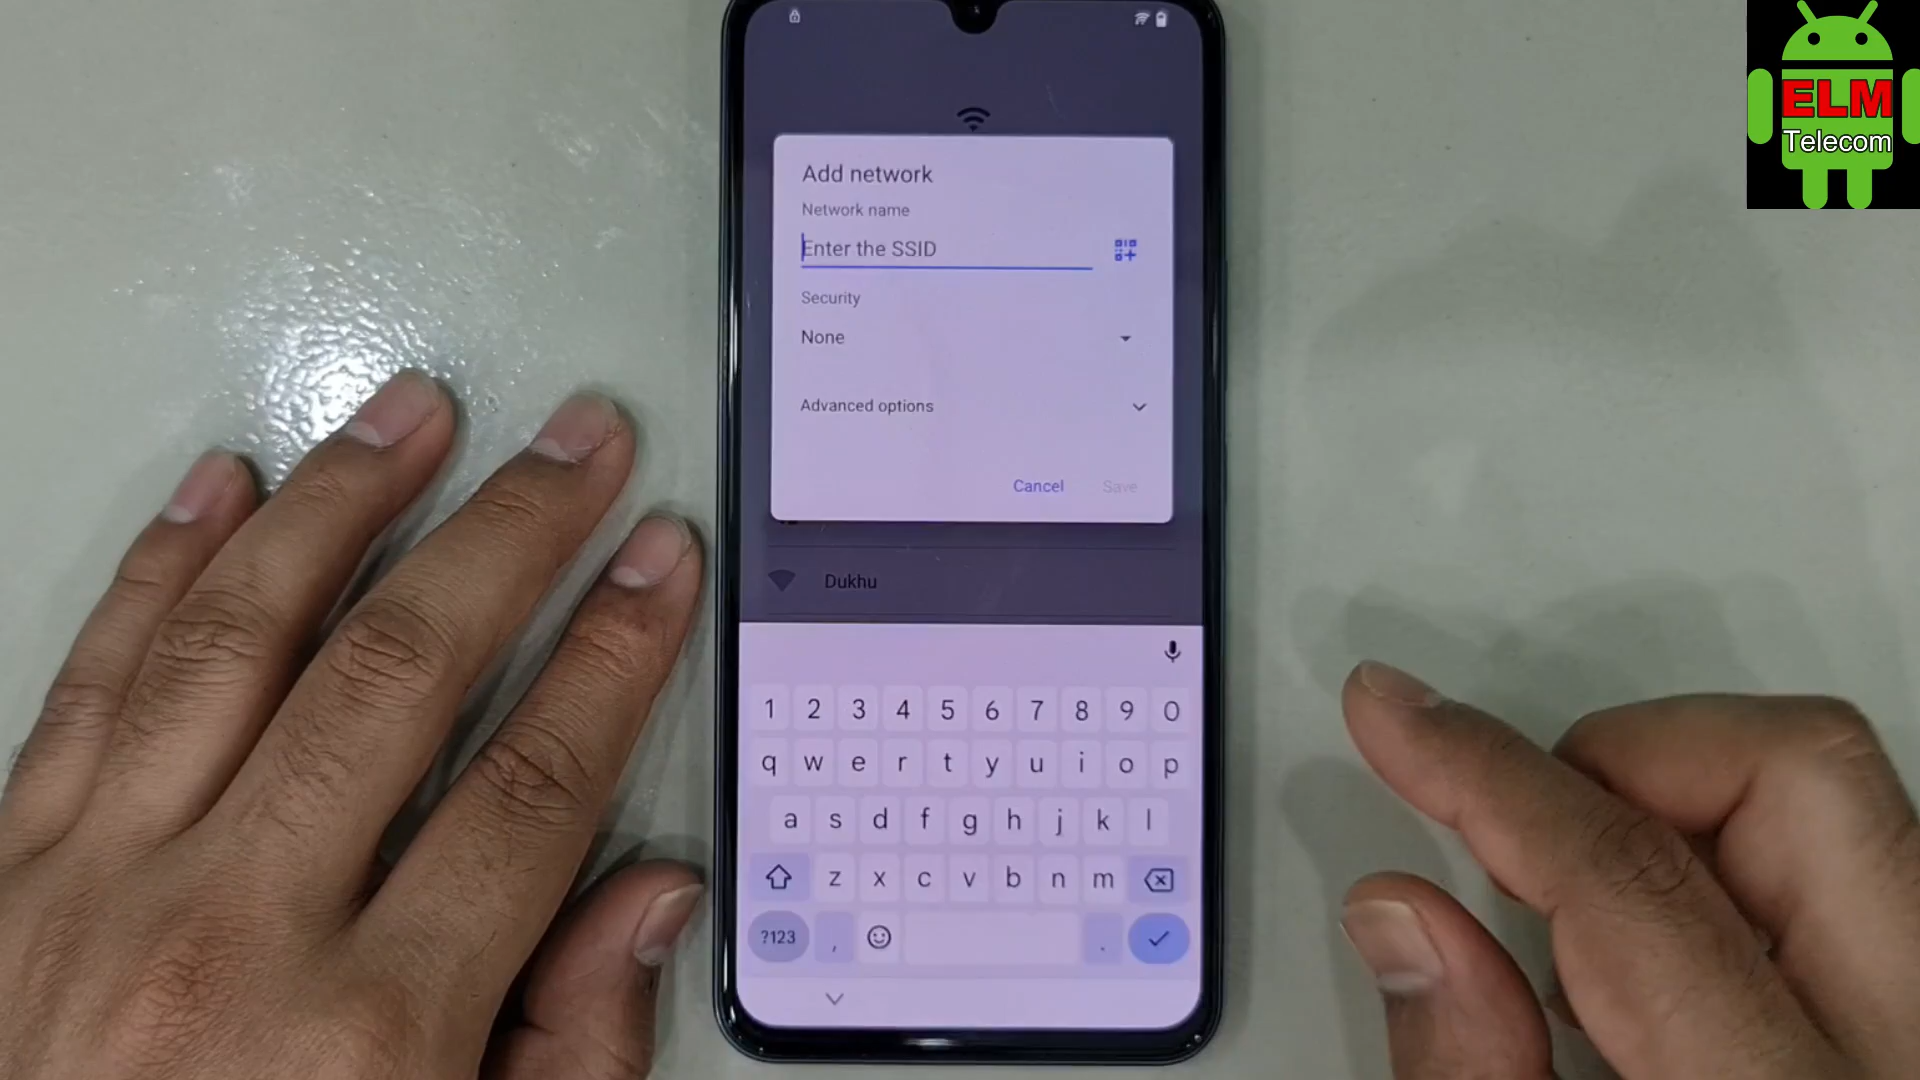 ELM
Telecom
Add network
Network name
Enter the SSID
Security
None
Advanced options
Cancel Save
Dukhu
1 2 3 4 5 6 7 8 9 0
q w e r t y u i o p
a s d f g h j k l
z x c v b n m
?123 , .